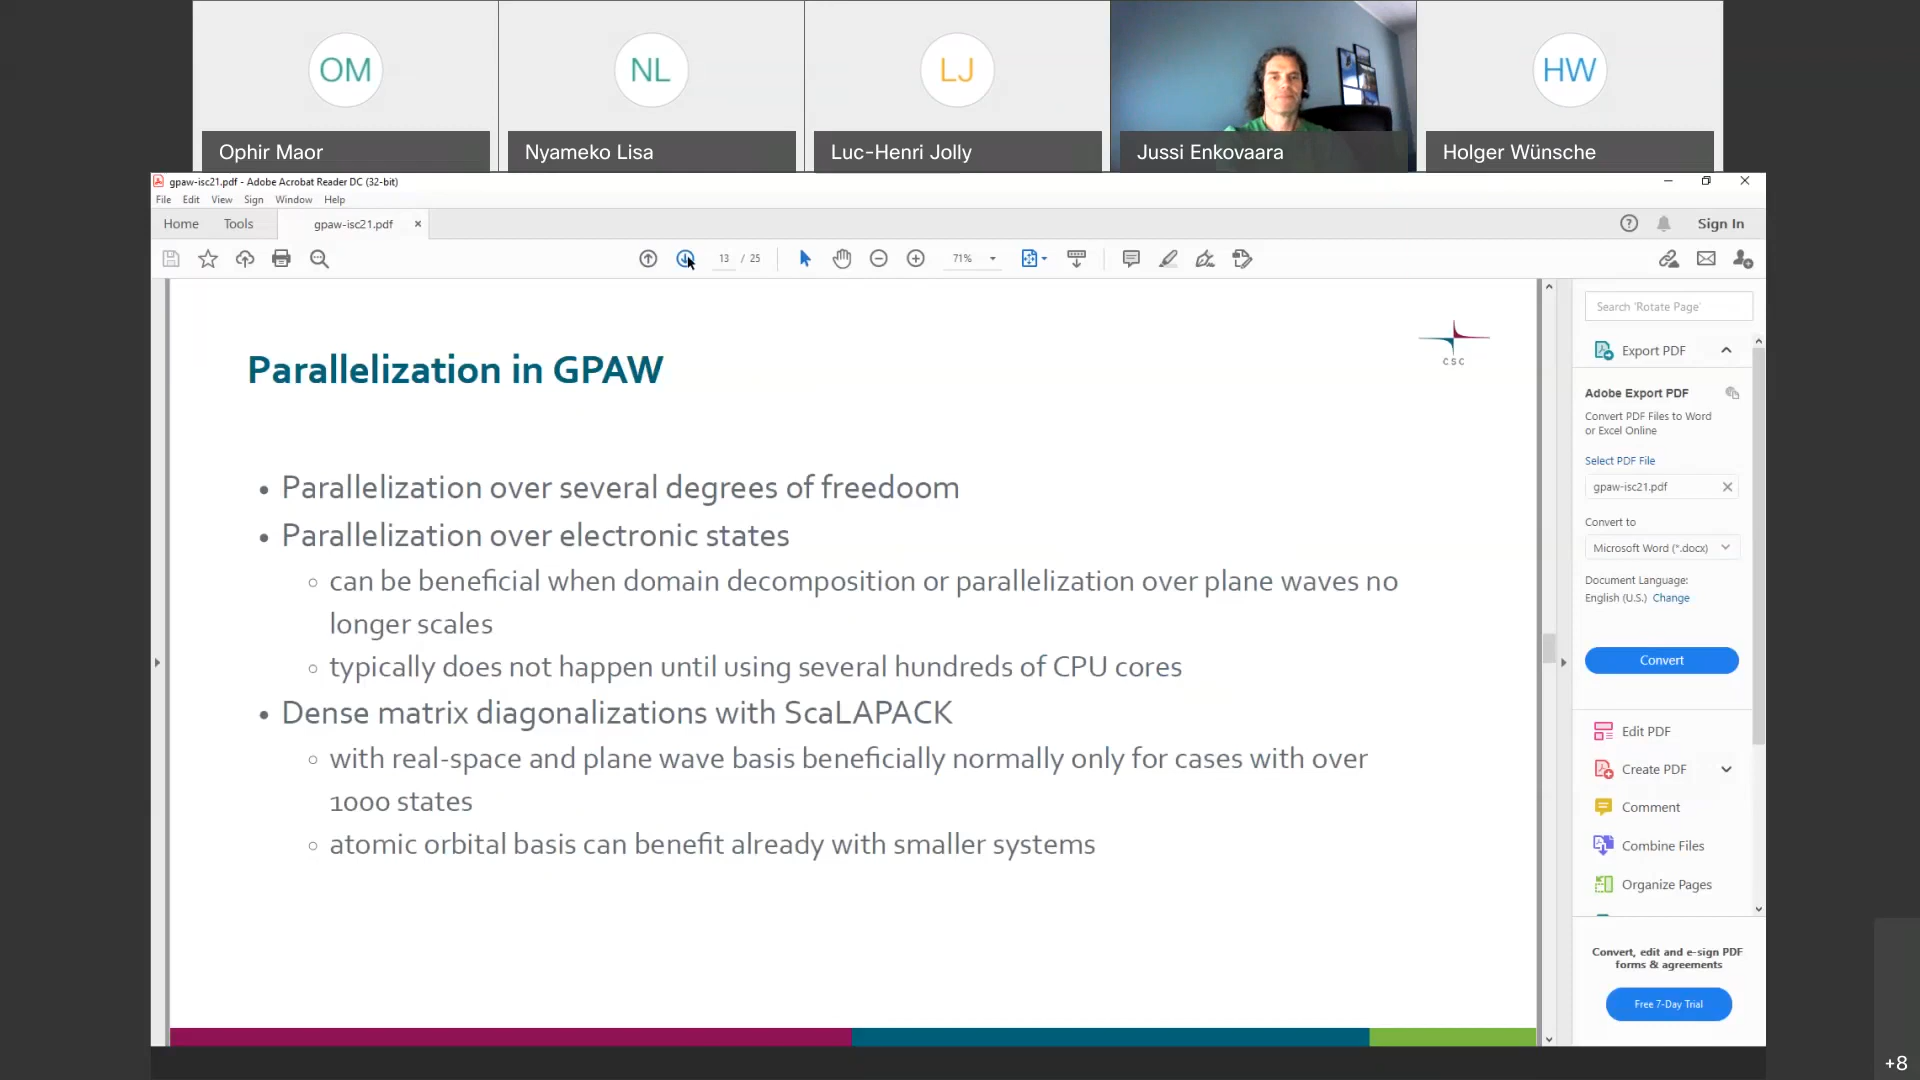 OM
NL
LJ
HW
Ophir Maor
Nyameko Lisa
Luc-Henri Jolly
Jussi Enkovaara
Holger Wünsche
gpaw-isc21.pdf - Adobe Acrobat Reader DC (32-bit)
File Edit View Sign Window Help
Home Tools gpaw-isc21.pdf × Sign In
13 / 25 71%
CSC
Parallelization in GPAW
• Parallelization over several degrees of freedoom
• Parallelization over electronic states
◦ can be beneficial when domain decomposition or parallelization over plane waves no
longer scales
◦ typically does not happen until using several hundreds of CPU cores
• Dense matrix diagonalizations with ScaLAPACK
◦ with real-space and plane wave basis beneficially normally only for cases with over
1000 states
◦ atomic orbital basis can benefit already with smaller systems
Search 'Rotate Page'
Export PDF
Adobe Export PDF
Convert PDF Files to Word
or Excel Online
Select PDF File
gpaw-isc21.pdf
Convert to
Microsoft Word (*.docx)
Document Language:
English (U.S.) Change
Convert
Edit PDF
Create PDF
Comment
Combine Files
Organize Pages
Convert, edit and e-sign PDF
forms & agreements
Free 7-Day Trial
+8